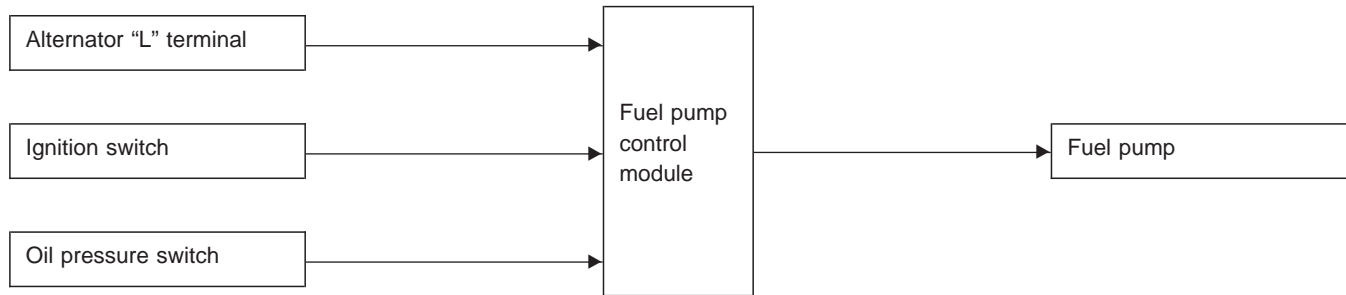 Alternator “L” terminal
Ignition switch
Oil pressure switch
Fuel pump
control
module
Fuel pump